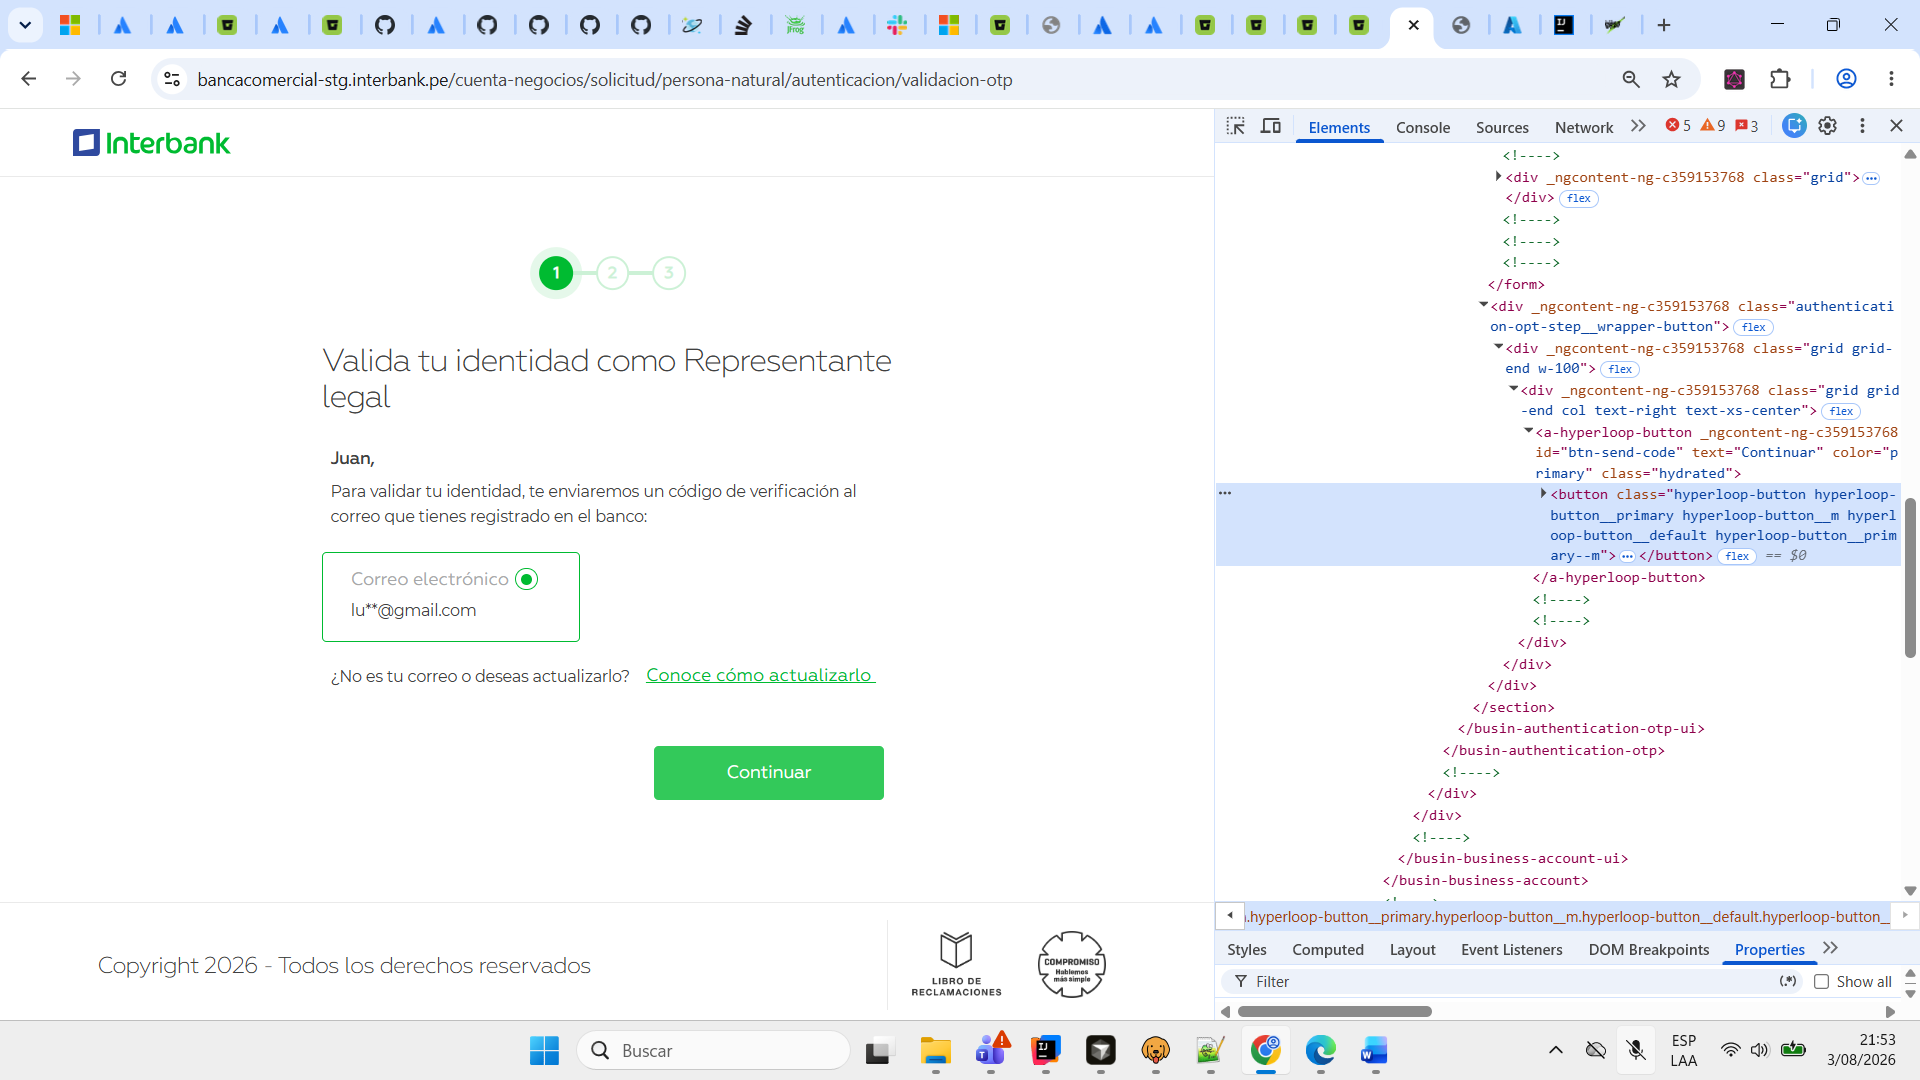 bancacomercial-stg.interbank.pe/cuenta-negocios/solicitud/persona-natural/autenticacion/validacion-otp
Interbank
1
2
3
Valida tu identidad como Representante
legal
Juan,
Para validar tu identidad, te enviaremos un código de verificación al
correo que tienes registrado en el banco:
Correo electrónico
lu**@gmail.com
¿No es tu correo o deseas actualizarlo? Conoce cómo actualizarlo
Continuar
Copyright 2026 - Todos los derechos reservados
LIBRO DE
RECLAMACIONES
COMPROMISO
Hablemos
más simple
Elements Console Sources Network 5 9 3
<!---->
<div _ngcontent-ng-c359153768 class="grid">
</div> flex
<!---->
<!---->
<!---->
</form>
<div _ngcontent-ng-c359153768 class="authenticati
on-opt-step__wrapper-button"> flex
<div _ngcontent-ng-c359153768 class="grid grid-
end w-100"> flex
<div _ngcontent-ng-c359153768 class="grid grid
-end col text-right text-xs-center"> flex
<a-hyperloop-button _ngcontent-ng-c359153768
id="btn-send-code" text="Continuar" color="p
rimary" class="hydrated">
<button class="hyperloop-button hyperloop-
button__primary hyperloop-button__m hyperl
oop-button__default hyperloop-button__prim
ary--m"> </button> flex == $0
</a-hyperloop-button>
<!---->
<!---->
</div>
</div>
</div>
</section>
</busin-authentication-otp-ui>
</busin-authentication-otp>
<!---->
</div>
</div>
<!---->
</busin-business-account-ui>
</busin-business-account>
.hyperloop-button__primary.hyperloop-button__m.hyperloop-button__default.hyperloop-button__
Styles Computed Layout Event Listeners DOM Breakpoints Properties
Filter (.*) Show all
Buscar
ESP
LAA
21:53
3/08/2026